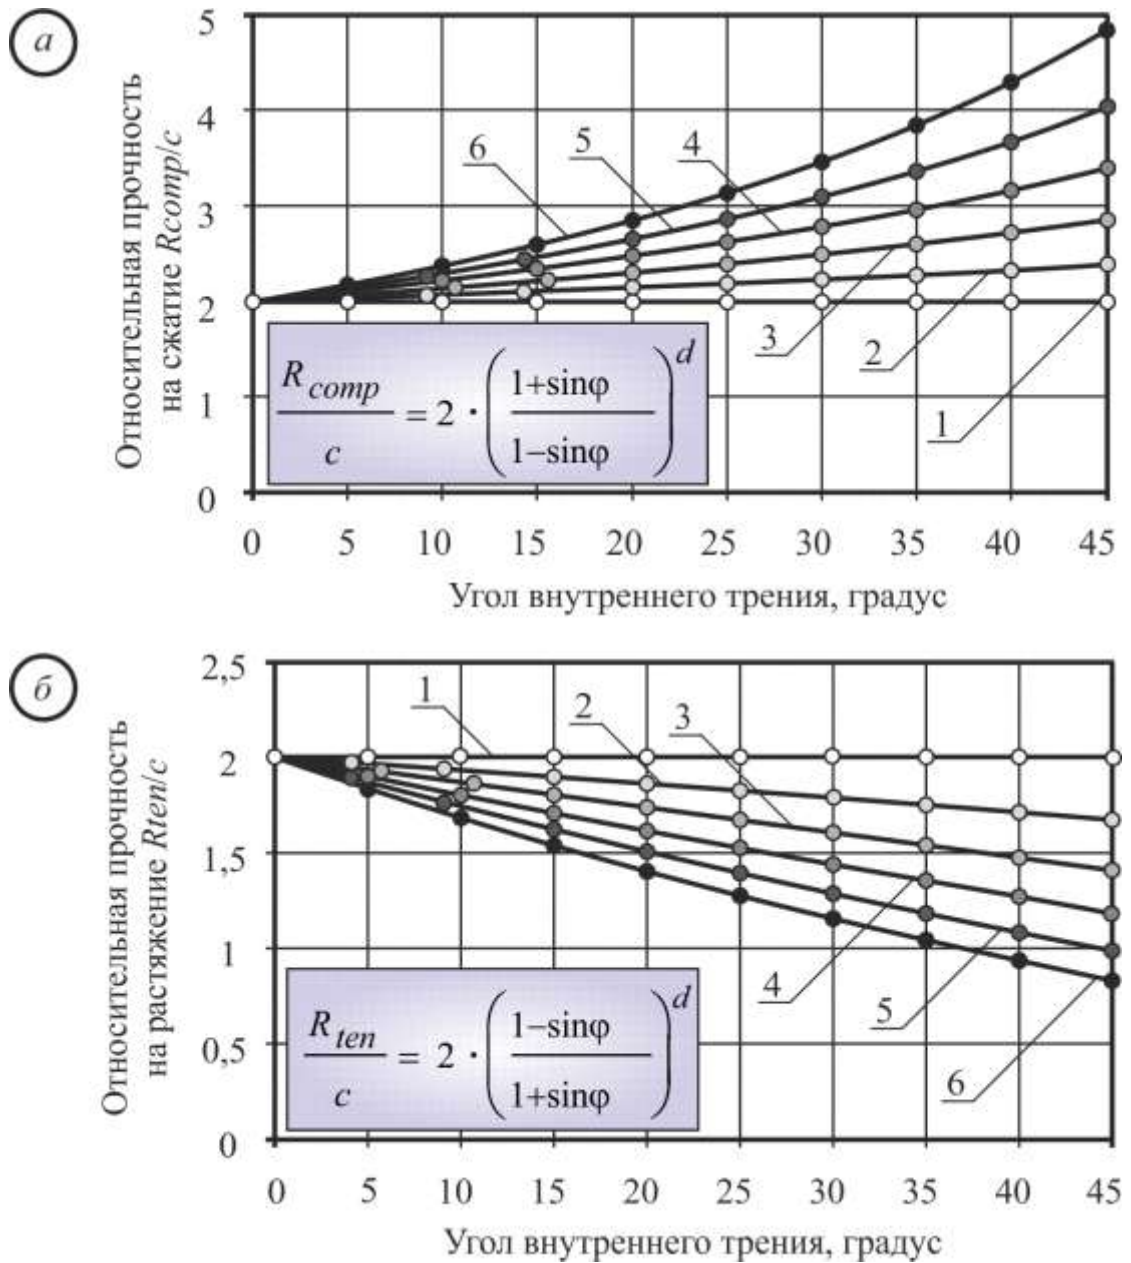 а
Относительная прочность
на сжатие Rcomp/c
5
4
3
2
1
0
6
5
4
3
2
1
R comp / c = 2 · ( 1+sinφ / 1−sinφ ) d
0 5 10 15 20 25 30 35 40 45
Угол внутреннего трения, градус
б
Относительная прочность
на растяжение Rten/c
2,5
2
1,5
1
0,5
0
1
2
3
4
5
6
R ten / c = 2 · ( 1−sinφ / 1+sinφ ) d
0 5 10 15 20 25 30 35 40 45
Угол внутреннего трения, градус